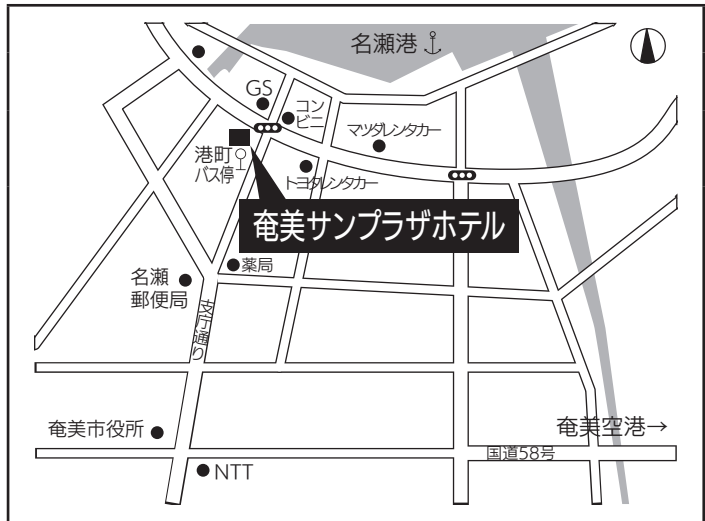 名瀬港
GS
コン
ビニ
マツダレンタカー
港町
バス停
トヨタレンタカー
奄美サンプラザホテル
薬局
名瀬
郵便局
支庁通り
奄美市役所
奄美空港→
国道58号
NTT